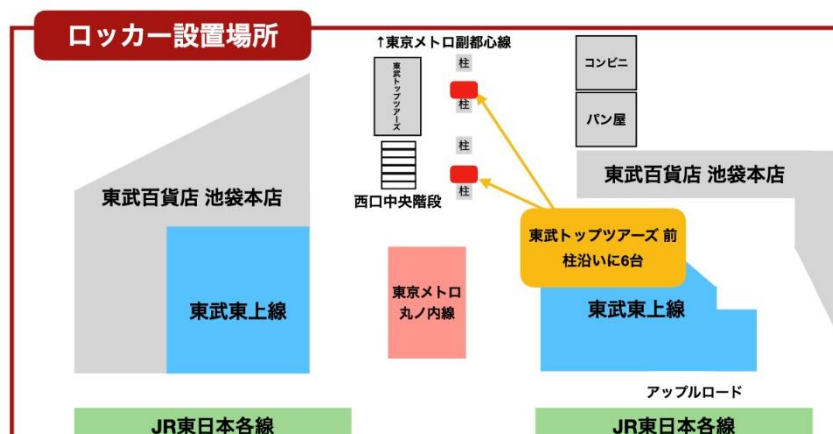 ロッカー設置場所
↑東京メトロ副都心線
東武トップツアーズ
柱
柱
柱
柱
コンビニ
パン屋
西口中央階段
東武百貨店 池袋本店
東武百貨店 池袋本店
東武トップツアーズ 前
柱沿いに6台
東武東上線
東京メトロ
丸ノ内線
東武東上線
アップルロード
JR東日本各線
JR東日本各線